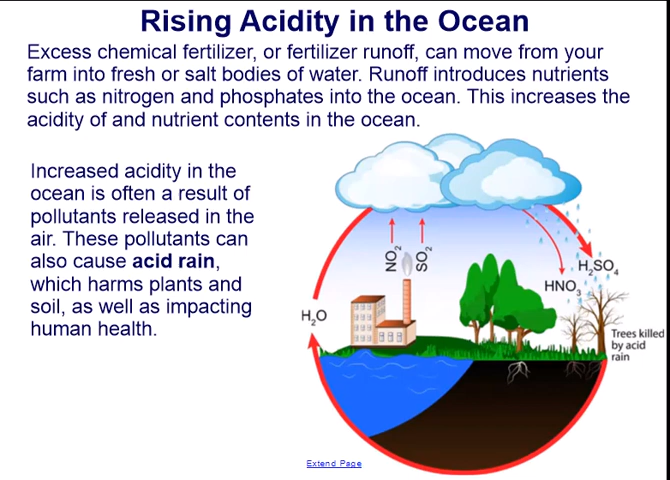 Rising Acidity in the Ocean
Excess chemical fertilizer, or fertilizer runoff, can move from your
farm into fresh or salt bodies of water. Runoff introduces nutrients
such as nitrogen and phosphates into the ocean. This increases the
acidity of and nutrient contents in the ocean.
Increased acidity in the
ocean is often a result of
pollutants released in the
air. These pollutants can
also cause acid rain,
which harms plants and
soil, as well as impacting
human health.
NO₂
SO₂
H₂SO₄
HNO₃
H₂O
Trees killed
by acid
rain
Extend Page